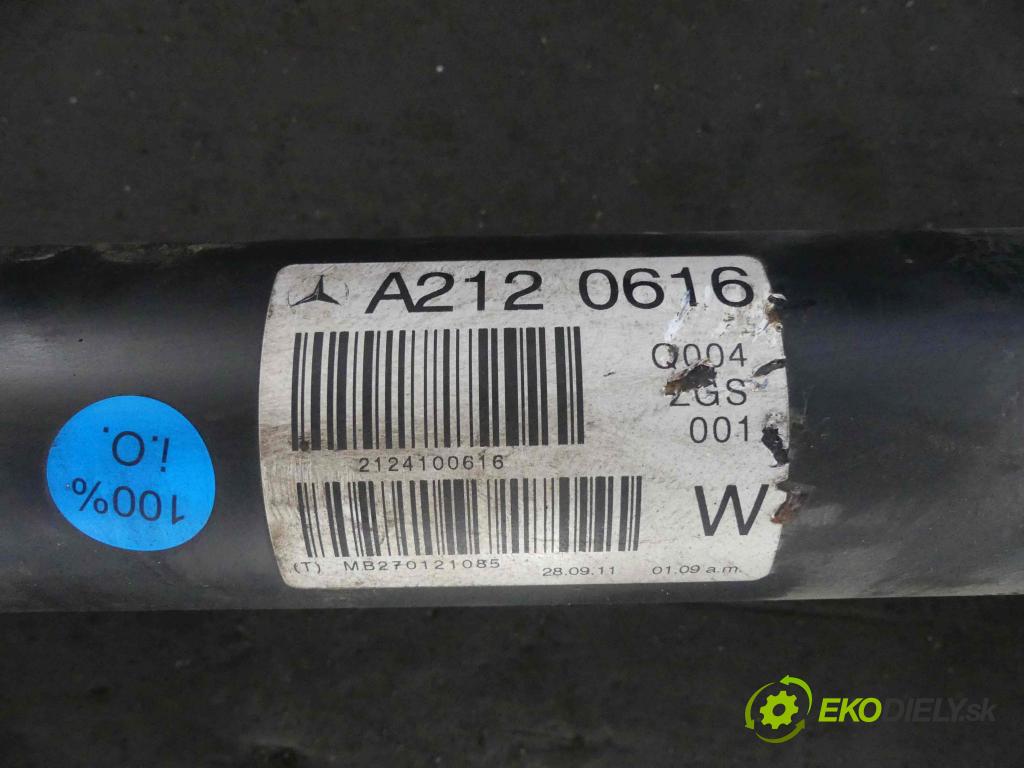 A212 0616
Q004
ZGS
001
2124100616
W
(T) MB270121085 28.09.11 01.09 a.m.
100%
i.O.
EKODIELY.sk